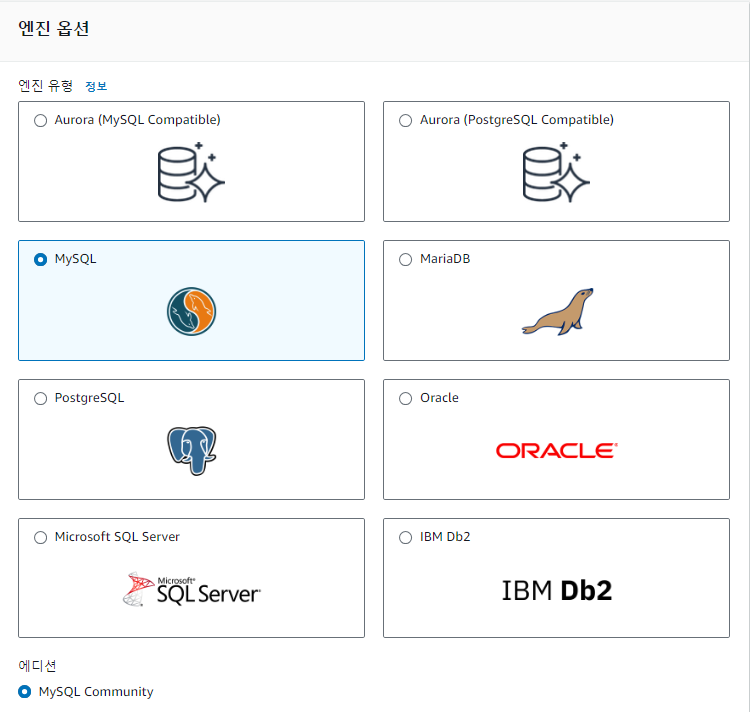 엔진 옵션
엔진 유형 정보
Aurora (MySQL Compatible)
Aurora (PostgreSQL Compatible)
MySQL
MariaDB
PostgreSQL
Oracle
ORACLE®
Microsoft SQL Server
Microsoft®
SQL Server®
IBM Db2
IBM Db2
에디션
MySQL Community